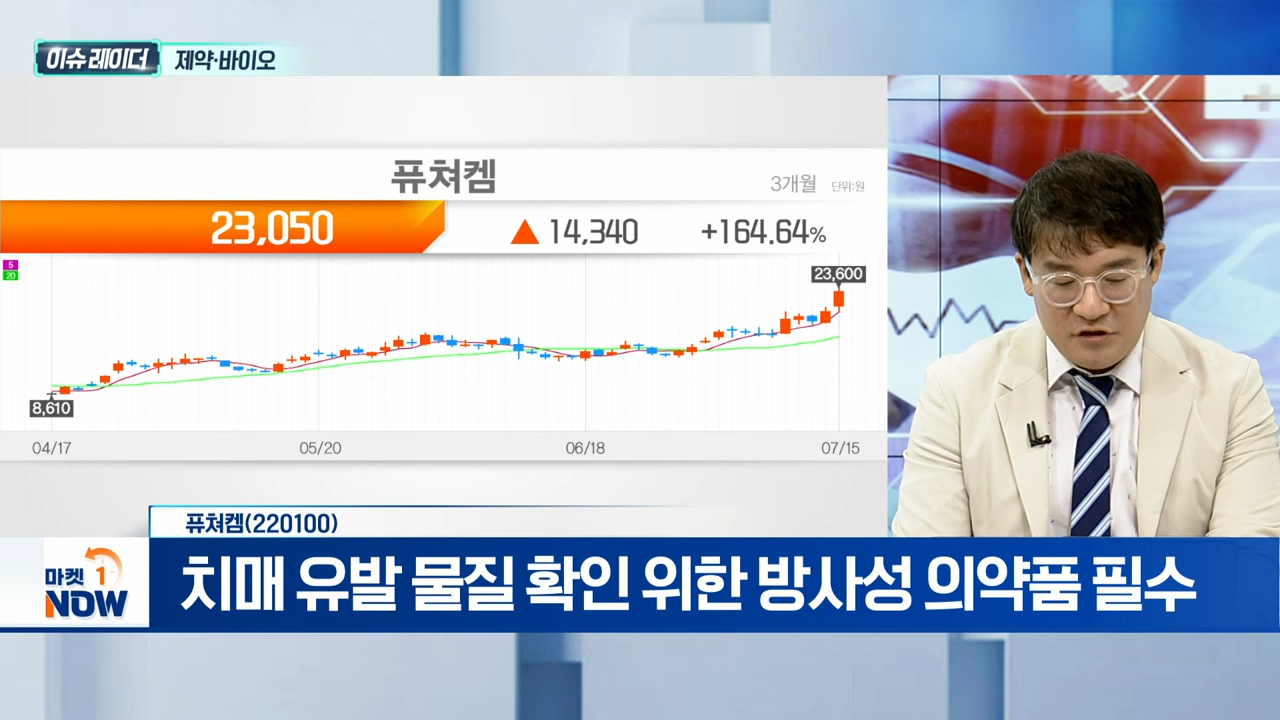 이슈 레이더 제약·바이오
퓨쳐켐
3개월 단위:원
23,050 ▲ 14,340 +164.64%
5
20
23,600
8,610
04/17 05/20 06/18 07/15
퓨쳐켐(220100)
마켓 1
NOW
치매 유발 물질 확인 위한 방사성 의약품 필수